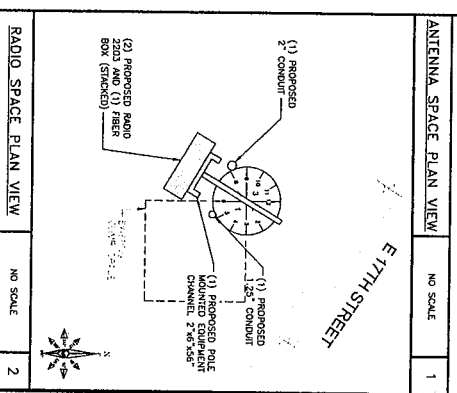 ANTENNA SPACE PLAN VIEW
NO SCALE
1
E 17TH STREET
(1) PROPOSED
2" CONDUIT
(1) PROPOSED
1.25" CONDUIT
(2) PROPOSED RADIO
2203 AND (1) FIBER
BOX (STACKED)
(1) PROPOSED POLE
MOUNTED EQUIPMENT
CHANNEL 2"x6"x56"
N
RADIO SPACE PLAN VIEW
NO SCALE
2